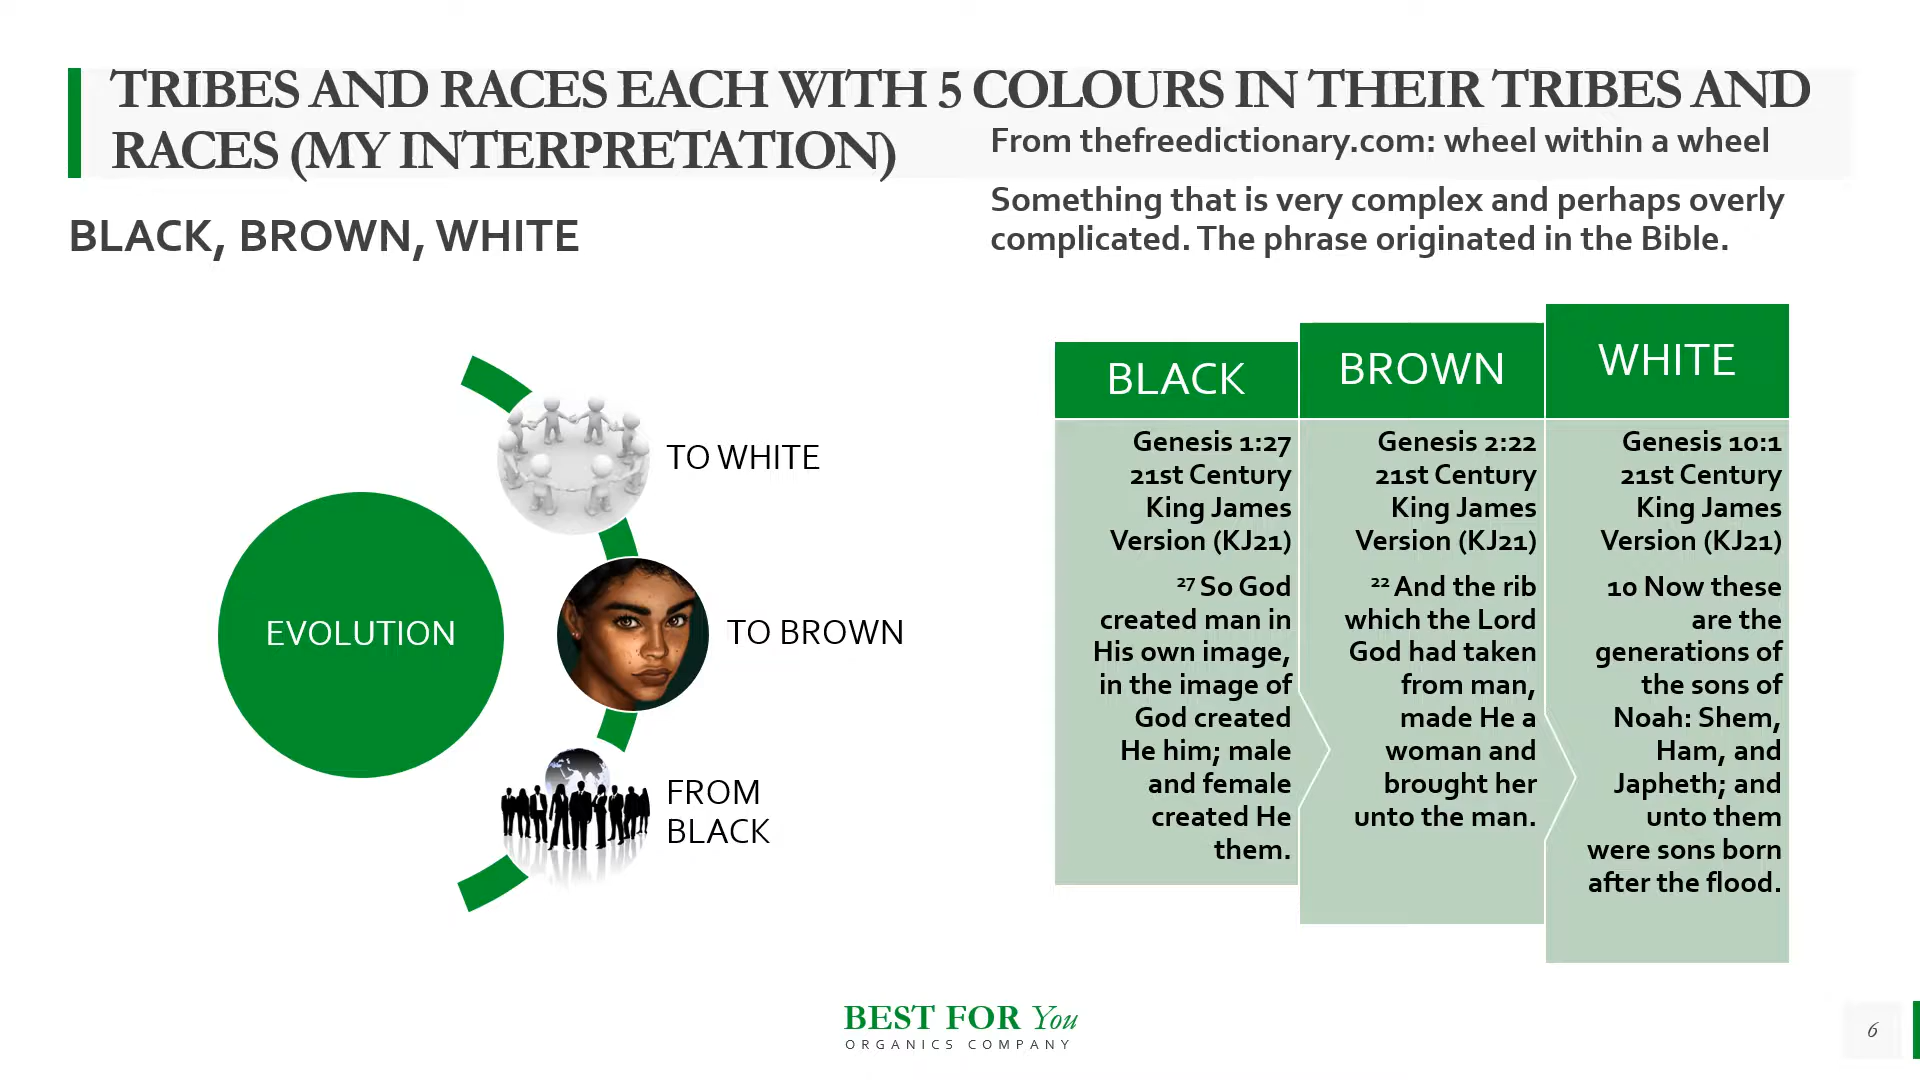 TRIBES AND RACES EACH WITH 5 COLOURS IN THEIR TRIBES AND
RACES (MY INTERPRETATION)
From thefreedictionary.com: wheel within a wheel
Something that is very complex and perhaps overly
complicated. The phrase originated in the Bible.
BLACK, BROWN, WHITE
EVOLUTION
TO WHITE
TO BROWN
FROM
BLACK
BLACK
Genesis 1:27
21st Century
King James
Version (KJ21)
27 So God
created man in
His own image,
in the image of
God created
He him; male
and female
created He
them.
BROWN
Genesis 2:22
21st Century
King James
Version (KJ21)
22 And the rib
which the Lord
God had taken
from man,
made He a
woman and
brought her
unto the man.
WHITE
Genesis 10:1
21st Century
King James
Version (KJ21)
10 Now these
are the
generations of
the sons of
Noah: Shem,
Ham, and
Japheth; and
unto them
were sons born
after the flood.
BEST FOR You
ORGANICS COMPANY
6